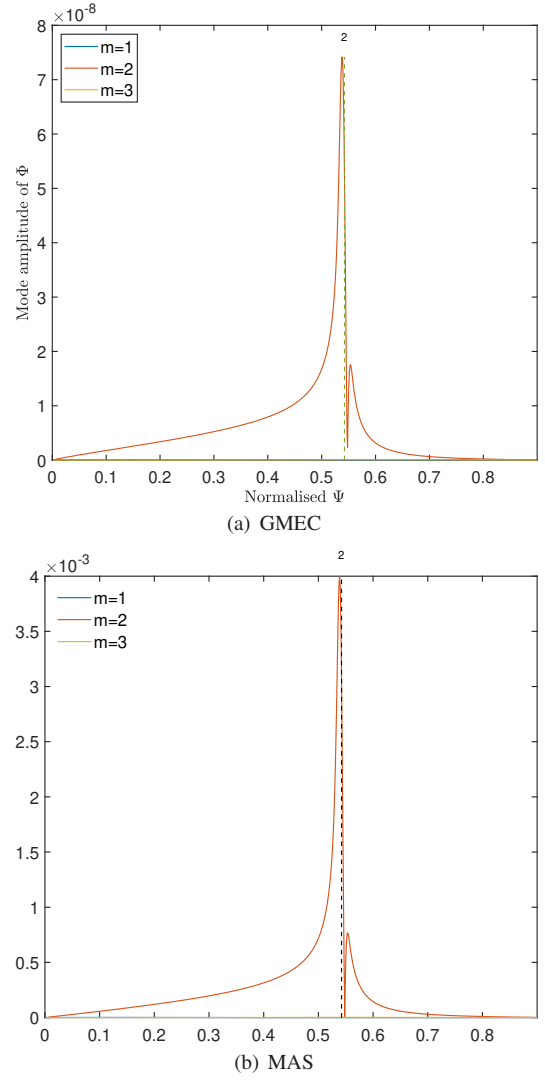 ×10-8
2
8
m=1
m=2
m=3
7
6
5
4
3
2
1
0
Mode amplitude of Φ
0 0.1 0.2 0.3 0.4 0.5 0.6 0.7 0.8
Normalised Ψ
(a) GMEC
×10-3
2
4
m=1
m=2
m=3
3.5
3
2.5
2
1.5
1
0.5
0
0 0.1 0.2 0.3 0.4 0.5 0.6 0.7 0.8
(b) MAS